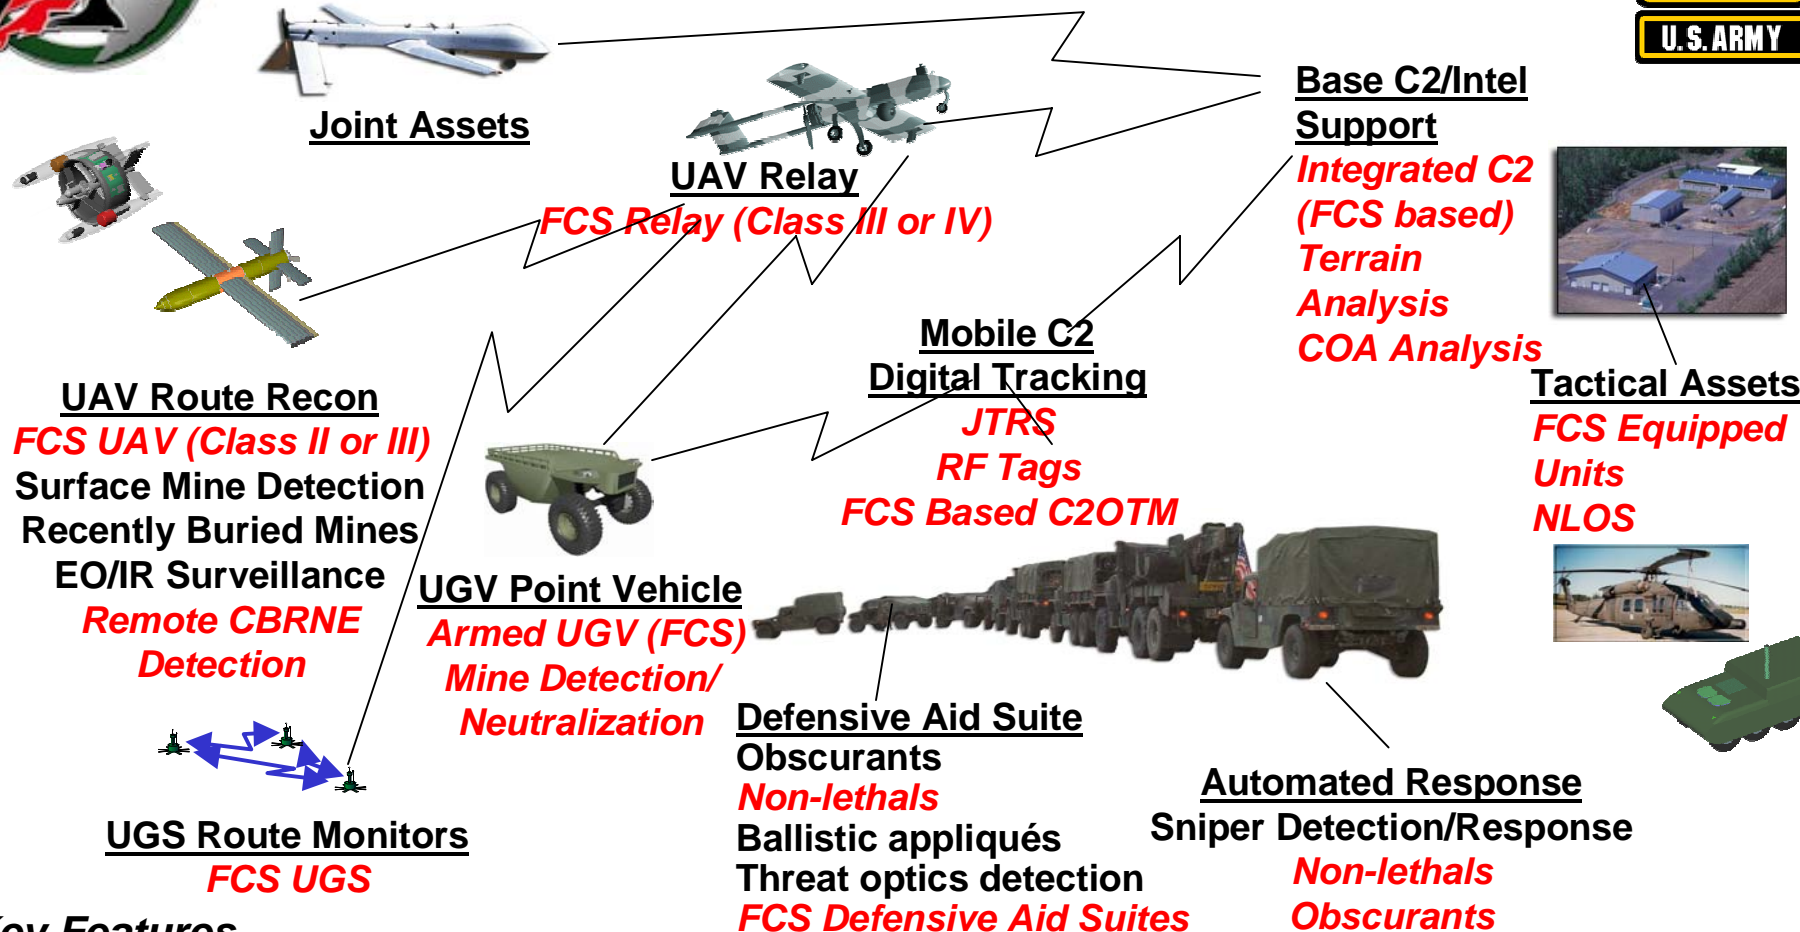 U.S. ARMY
Joint Assets
UAV Relay
FCS Relay (Class III or IV)
Base C2/Intel
Support
Integrated C2
(FCS based)
Terrain
Analysis
COA Analysis
Mobile C2
Digital Tracking
JTRS
RF Tags
FCS Based C2OTM
Tactical Assets
FCS Equipped
Units
NLOS
UAV Route Recon
FCS UAV (Class II or III)
Surface Mine Detection
Recently Buried Mines
EO/IR Surveillance
Remote CBRNE
Detection
UGV Point Vehicle
Armed UGV (FCS)
Mine Detection/
Neutralization
Defensive Aid Suite
Obscurants
Non-lethals
Ballistic appliqués
Threat optics detection
FCS Defensive Aid Suites
Automated Response
Sniper Detection/Response
Non-lethals
Obscurants
UGS Route Monitors
FCS UGS
Key Features